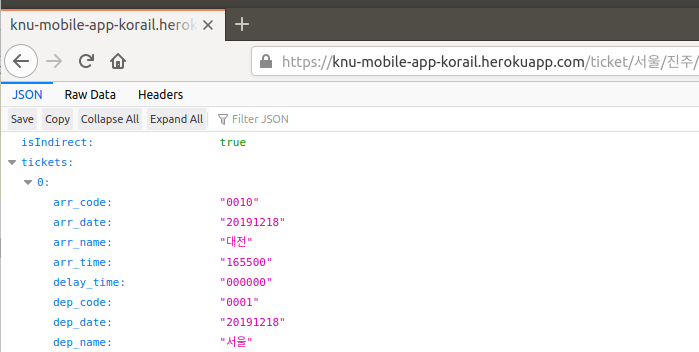 knu-mobile-app-korail.herok
https://knu-mobile-app-korail.herokuapp.com/ticket/서울/진주/
JSON Raw Data Headers
Save Copy Collapse All Expand All Filter JSON
isIndirect: true
tickets:
0:
arr_code: "0010"
arr_date: "20191218"
arr_name: "대전"
arr_time: "165500"
delay_time: "000000"
dep_code: "0001"
dep_date: "20191218"
dep_name: "서울"